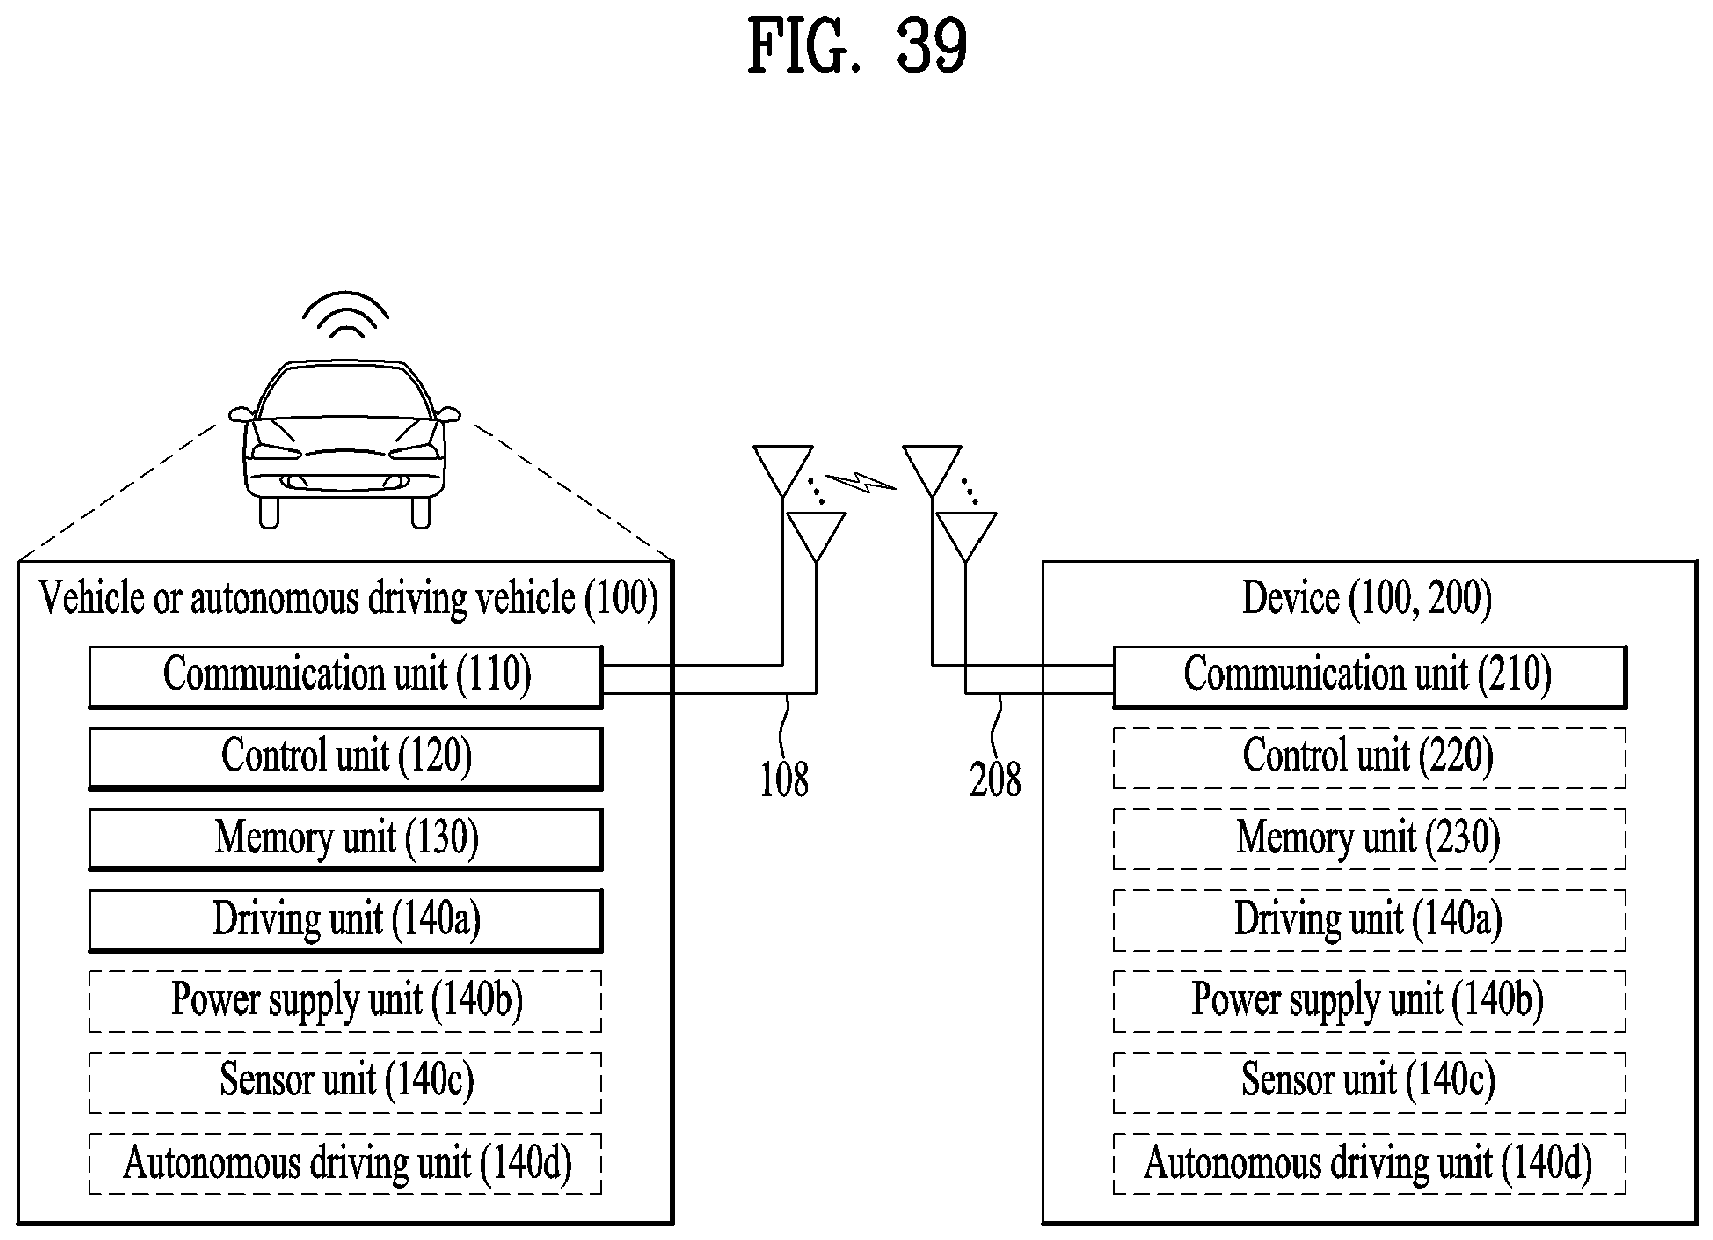 FIG. 39
Vehicle or autonomous driving vehicle (100)
Communication unit (110)
Control unit (120)
Memory unit (130)
Driving unit (140a)
Power supply unit (140b)
Sensor unit (140c)
Autonomous driving unit (140d)
108
208
Device (100, 200)
Communication unit (210)
Control unit (220)
Memory unit (230)
Driving unit (140a)
Power supply unit (140b)
Sensor unit (140c)
Autonomous driving unit (140d)